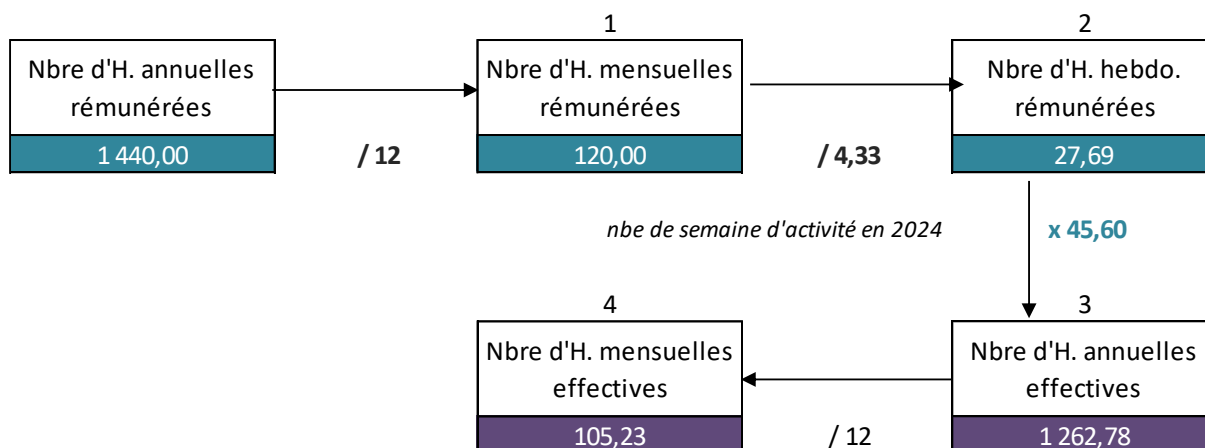 1
2
Nbre d'H. annuelles
rémunérées
1 440,00
/ 12
Nbre d'H. mensuelles
rémunérées
120,00
/ 4,33
Nbre d'H. hebdo.
rémunérées
27,69
nbe de semaine d'activité en 2024
x 45,60
4
3
Nbre d'H. mensuelles
effectives
105,23
/ 12
Nbre d'H. annuelles
effectives
1 262,78